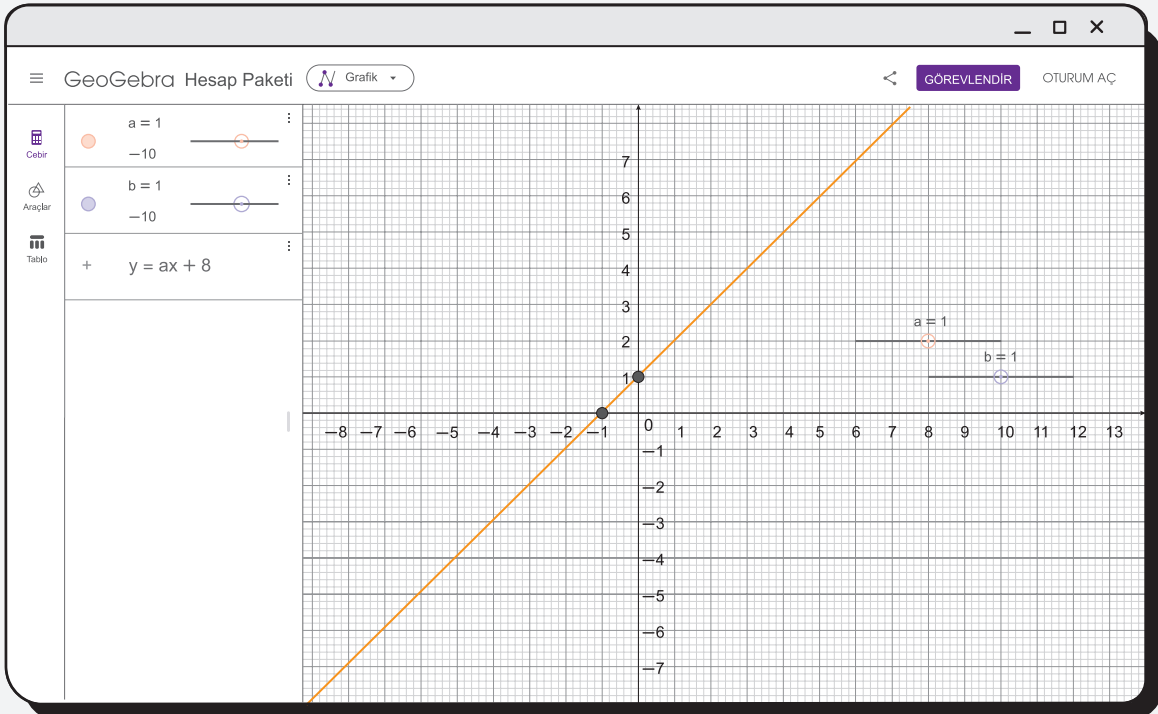 GeoGebra Hesap Paketi Grafik
GÖREVLENDİR OTURUM AÇ
Cebir
Araçlar
Tablo
a = 1
−10
b = 1
−10
+ y = ax + 8
7
6
5
4
3
2
1
a = 1
b = 1
−8 −7 −6 −5 −4 −3 −2 −1 0 1 2 3 4 5 6 7 8 9 10 11 12 13
−1
−2
−3
−4
−5
−6
−7